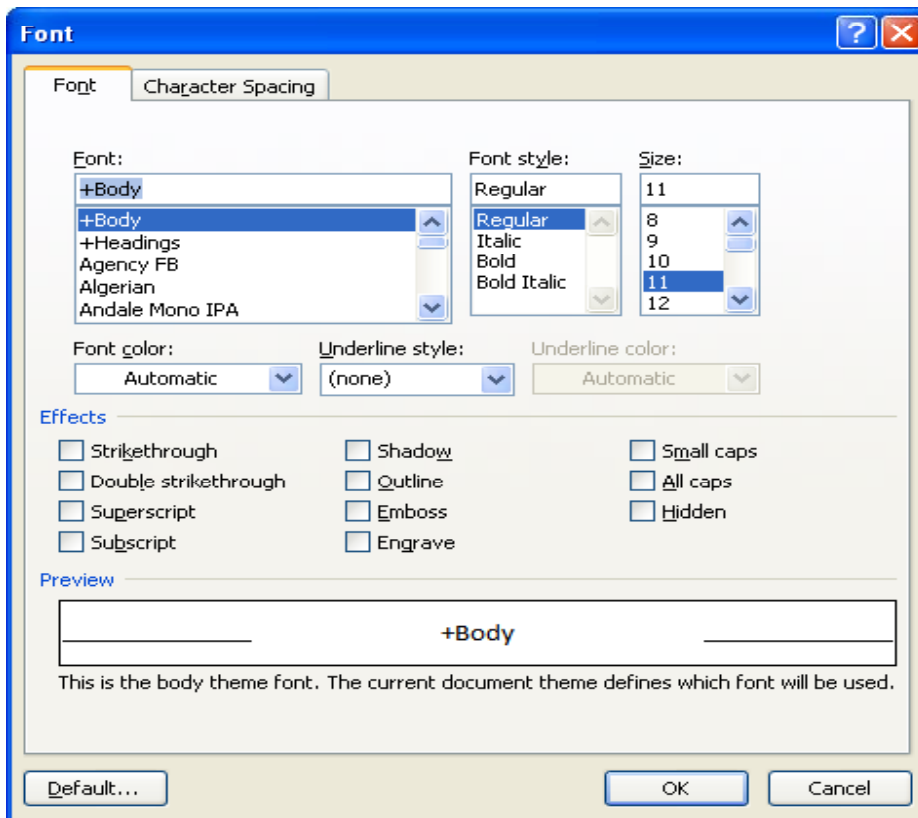 Font
Font Character Spacing
Font: Font style: Size:
+Body Regular 11
+Body Regular 8
+Headings Italic 9
Agency FB Bold 10
Algerian Bold Italic 11
Andale Mono IPA 12
Font color: Underline style: Underline color:
Automatic (none) Automatic
Effects
Strikethrough Shadow Small caps
Double strikethrough Outline All caps
Superscript Emboss Hidden
Subscript Engrave
Preview
+Body
This is the body theme font. The current document theme defines which font will be used.
Default... OK Cancel